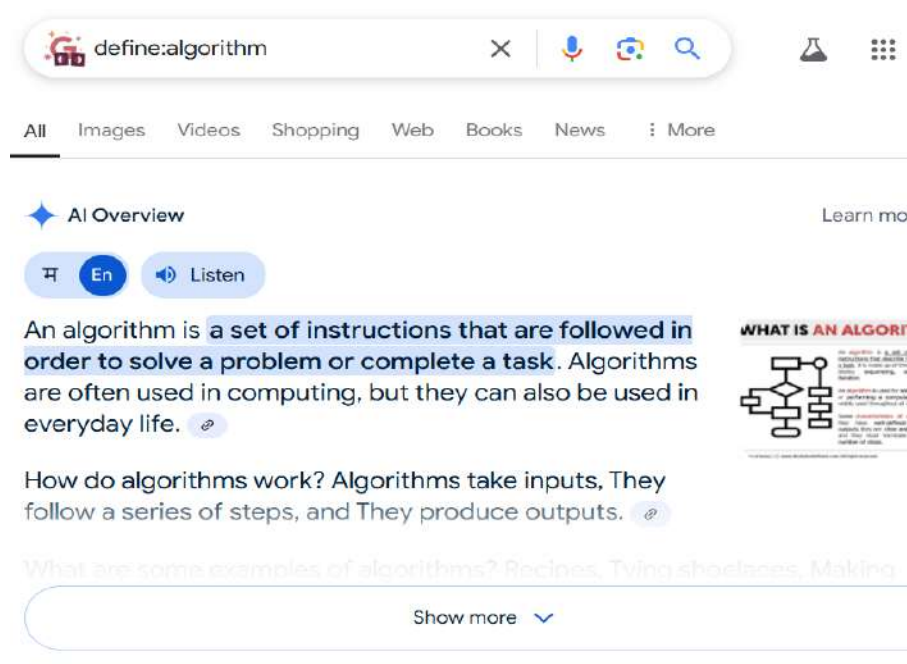 define:algorithm
All Images Videos Shopping Web Books News More
AI Overview
Learn mo
म En Listen
An algorithm is a set of instructions that are followed in
order to solve a problem or complete a task. Algorithms
are often used in computing, but they can also be used in
everyday life.
WHAT IS AN ALGORI
How do algorithms work? Algorithms take inputs, They
follow a series of steps, and They produce outputs.
What are some examples of algorithms? Recipes, Tying shoelaces, Making
Show more